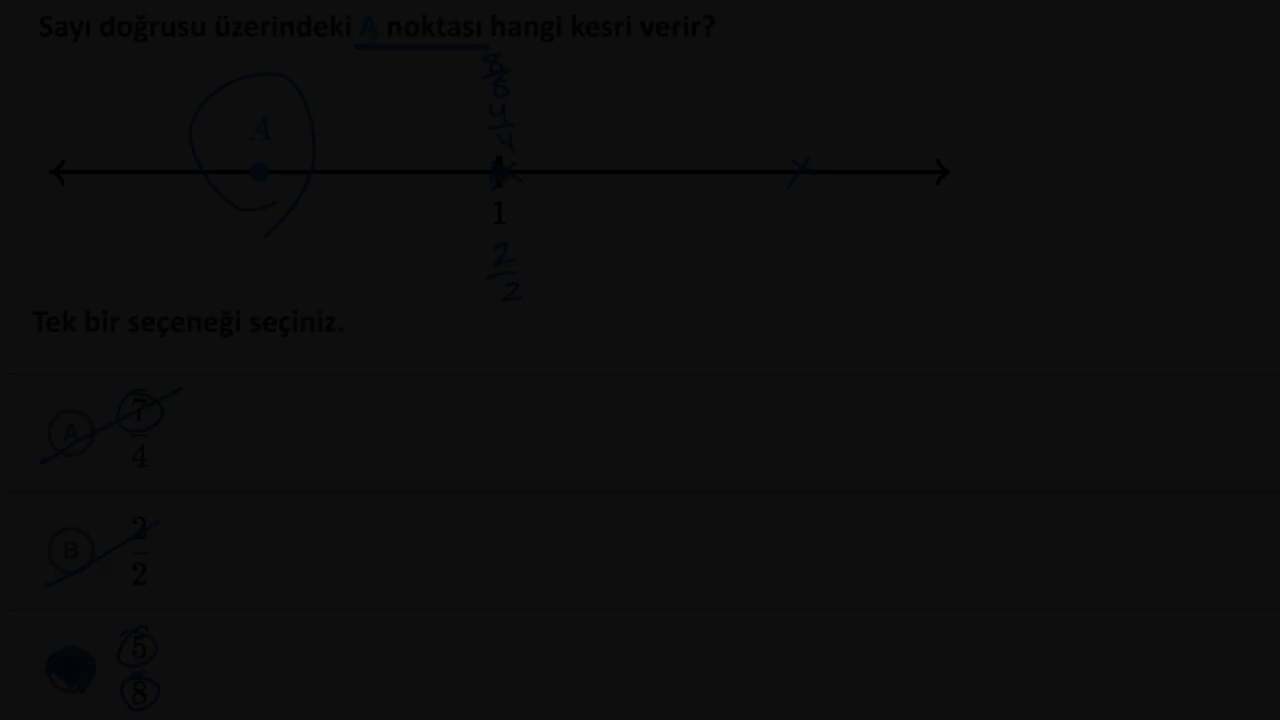 Sayı doğrusu üzerindeki A noktası hangi kesri verir?
A
1
2
2
Tek bir seçeneği seçiniz.
A 7
4
B 2
2
5
8